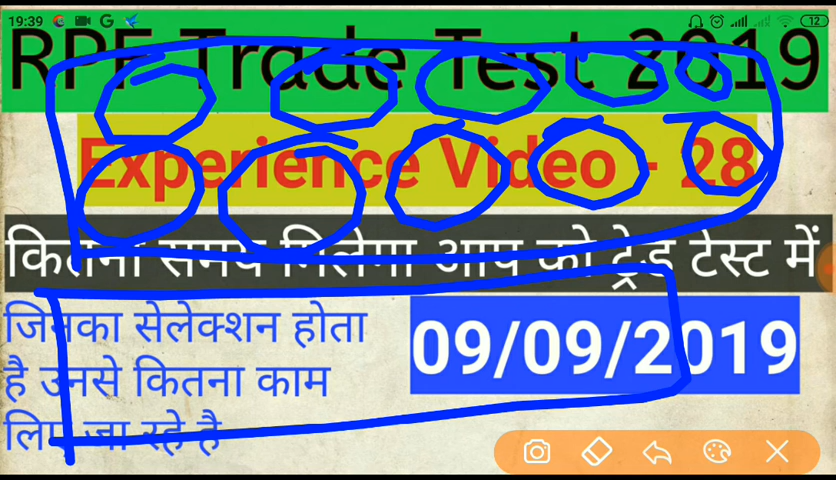 19:39 G 12
RPF Trade Test 2019
Experience Video - 28
कितना समय मिलेगा आप को ट्रेड टेस्ट में
जिनका सेलेक्शन होता
है उनसे कितना काम
लिए जा रहे है
09/09/2019